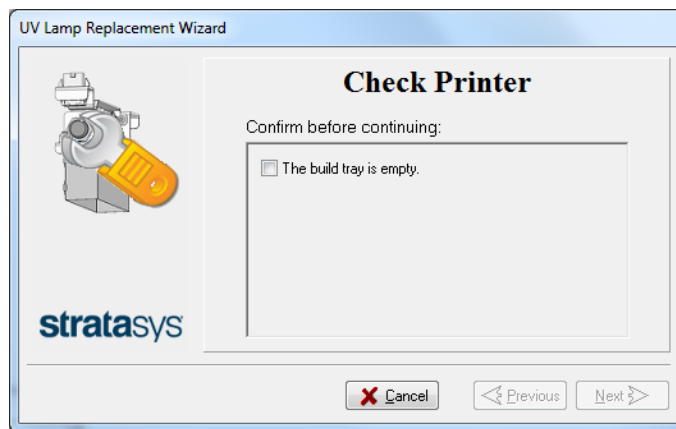 UV Lamp Replacement Wizard
Check Printer
Confirm before continuing:
The build tray is empty.
stratasys
Cancel Previous Next